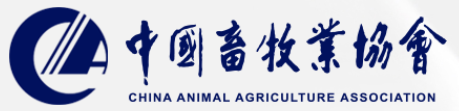 中國畜牧業協會
CHINA ANIMAL AGRICULTURE ASSOCIATION